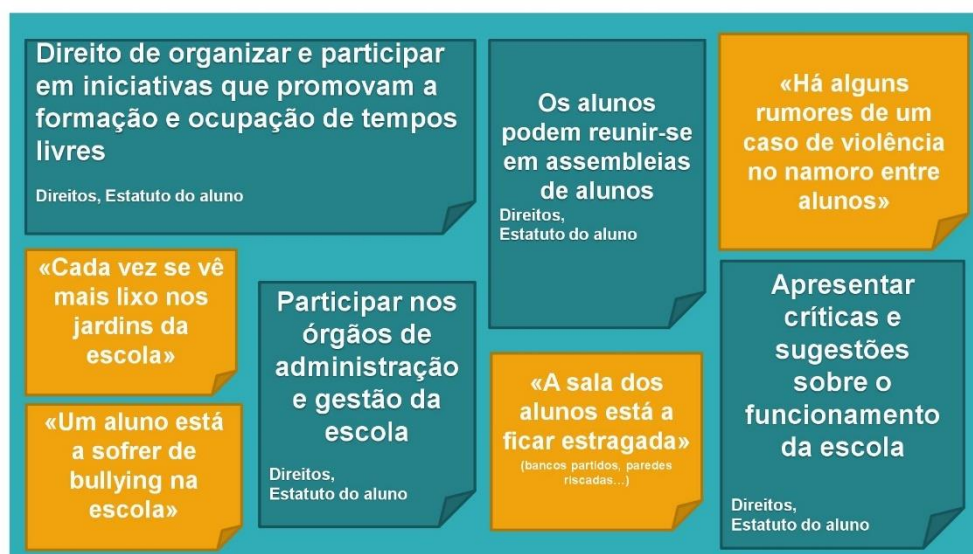 Direito de organizar e participar
em iniciativas que promovam a
formação e ocupação de tempos
livres
Direitos, Estatuto do aluno
Os alunos
podem reunir-se
em assembleias
de alunos
Direitos,
Estatuto do aluno
«Há alguns
rumores de um
caso de violência
no namoro entre
alunos»
«Cada vez se vê
mais lixo nos
jardins da
escola»
Participar nos
órgãos de
administração
e gestão da
escola
Direitos,
Estatuto do aluno
«A sala dos
alunos está a
ficar estragada»
(bancos partidos, paredes
riscadas...)
Apresentar
críticas e
sugestões
sobre o
funcionamento
da escola
Direitos,
Estatuto do aluno
«Um aluno está
a sofrer de
bullying na
escola»